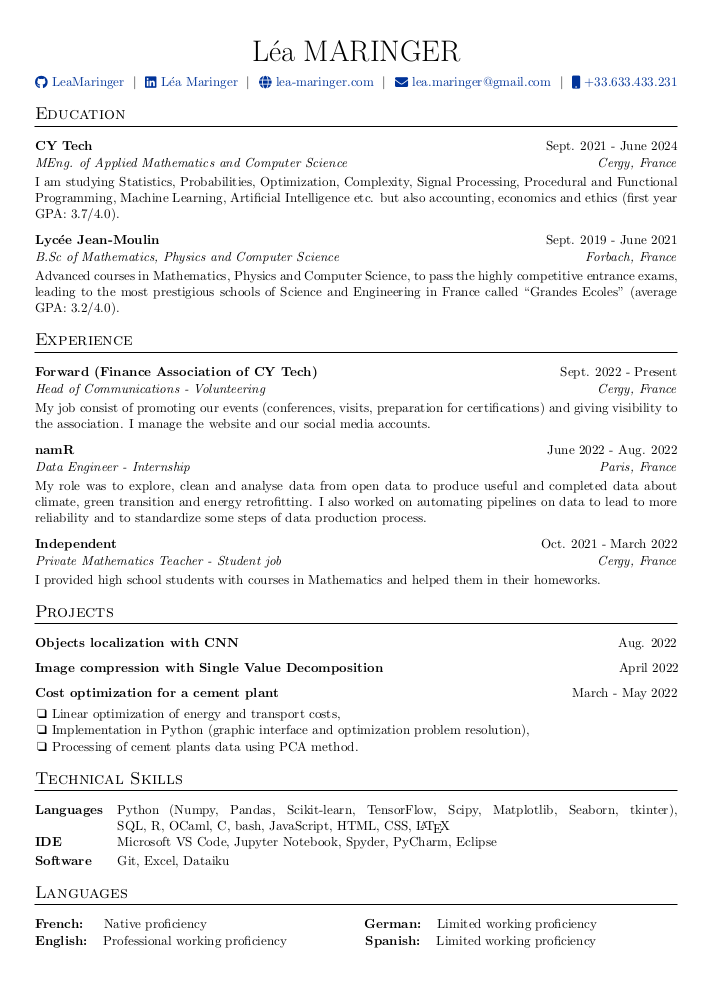 Léa MARINGER
LeaMaringer | Léa Maringer | lea-maringer.com | lea.maringer@gmail.com | +33.633.433.231
Education
CY Tech Sept. 2021 - June 2024
MEng. of Applied Mathematics and Computer Science Cergy, France
I am studying Statistics, Probabilities, Optimization, Complexity, Signal Processing, Procedural and Functional
Programming, Machine Learning, Artificial Intelligence etc. but also accounting, economics and ethics (first year
GPA: 3.7/4.0).
Lycée Jean-Moulin Sept. 2019 - June 2021
B.Sc of Mathematics, Physics and Computer Science Forbach, France
Advanced courses in Mathematics, Physics and Computer Science, to pass the highly competitive entrance exams,
leading to the most prestigious schools of Science and Engineering in France called “Grandes Ecoles” (average
GPA: 3.2/4.0).
Experience
Forward (Finance Association of CY Tech) Sept. 2022 - Present
Head of Communications - Volunteering Cergy, France
My job consist of promoting our events (conferences, visits, preparation for certifications) and giving visibility to
the association. I manage the website and our social media accounts.
namR June 2022 - Aug. 2022
Data Engineer - Internship Paris, France
My role was to explore, clean and analyse data from open data to produce useful and completed data about
climate, green transition and energy retrofitting. I also worked on automating pipelines on data to lead to more
reliability and to standardize some steps of data production process.
Independent Oct. 2021 - March 2022
Private Mathematics Teacher - Student job Cergy, France
I provided high school students with courses in Mathematics and helped them in their homeworks.
Projects
Objects localization with CNN Aug. 2022
Image compression with Single Value Decomposition April 2022
Cost optimization for a cement plant March - May 2022
❏ Linear optimization of energy and transport costs,
❏ Implementation in Python (graphic interface and optimization problem resolution),
❏ Processing of cement plants data using PCA method.
Technical Skills
Languages Python (Numpy, Pandas, Scikit-learn, TensorFlow, Scipy, Matplotlib, Seaborn, tkinter),
SQL, R, OCaml, C, bash, JavaScript, HTML, CSS, LATEX
IDE Microsoft VS Code, Jupyter Notebook, Spyder, PyCharm, Eclipse
Software Git, Excel, Dataiku
Languages
French: Native proficiency German: Limited working proficiency
English: Professional working proficiency Spanish: Limited working proficiency